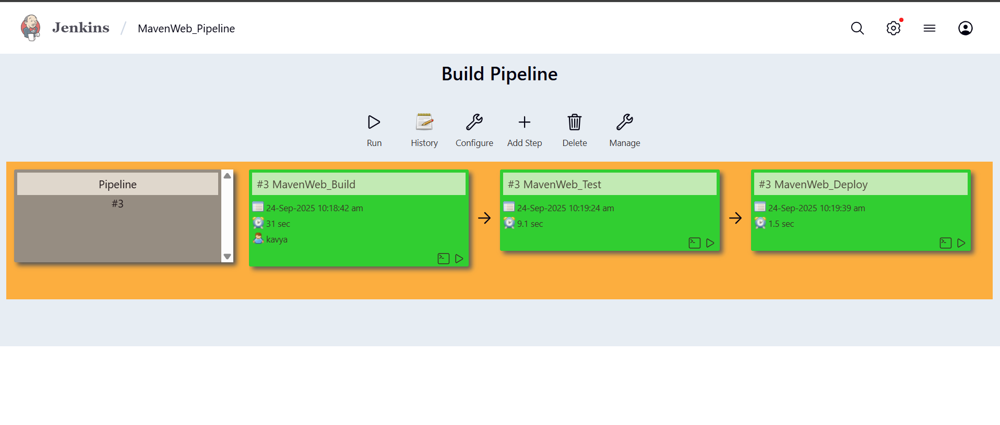 Jenkins / MavenWeb_Pipeline
Build Pipeline
Run History Configure Add Step Delete Manage
Pipeline
#3
#3 MavenWeb_Build
24-Sep-2025 10:18:42 am
31 sec
kavya
#3 MavenWeb_Test
24-Sep-2025 10:19:24 am
9.1 sec
#3 MavenWeb_Deploy
24-Sep-2025 10:19:39 am
1.5 sec